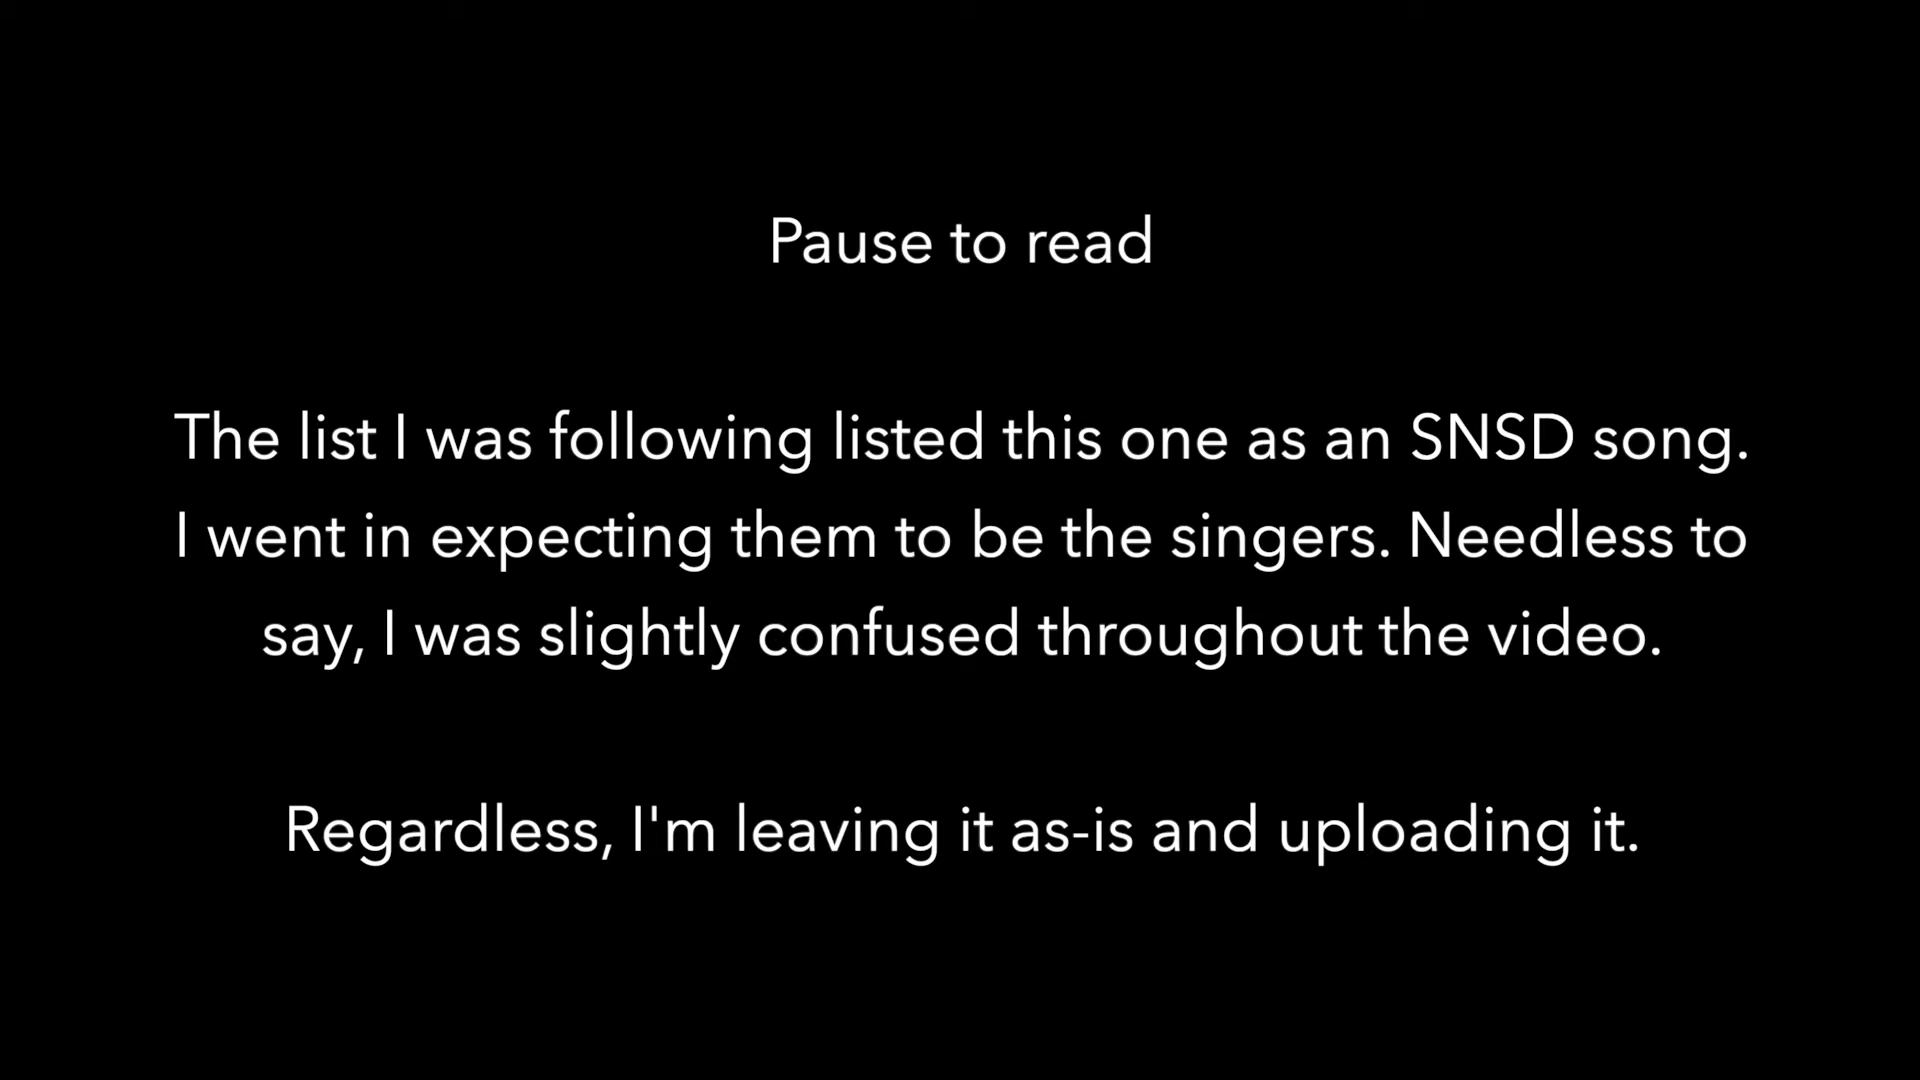 Pause to read
The list I was following listed this one as an SNSD song.
I went in expecting them to be the singers. Needless to
say, I was slightly confused throughout the video.
Regardless, I'm leaving it as-is and uploading it.